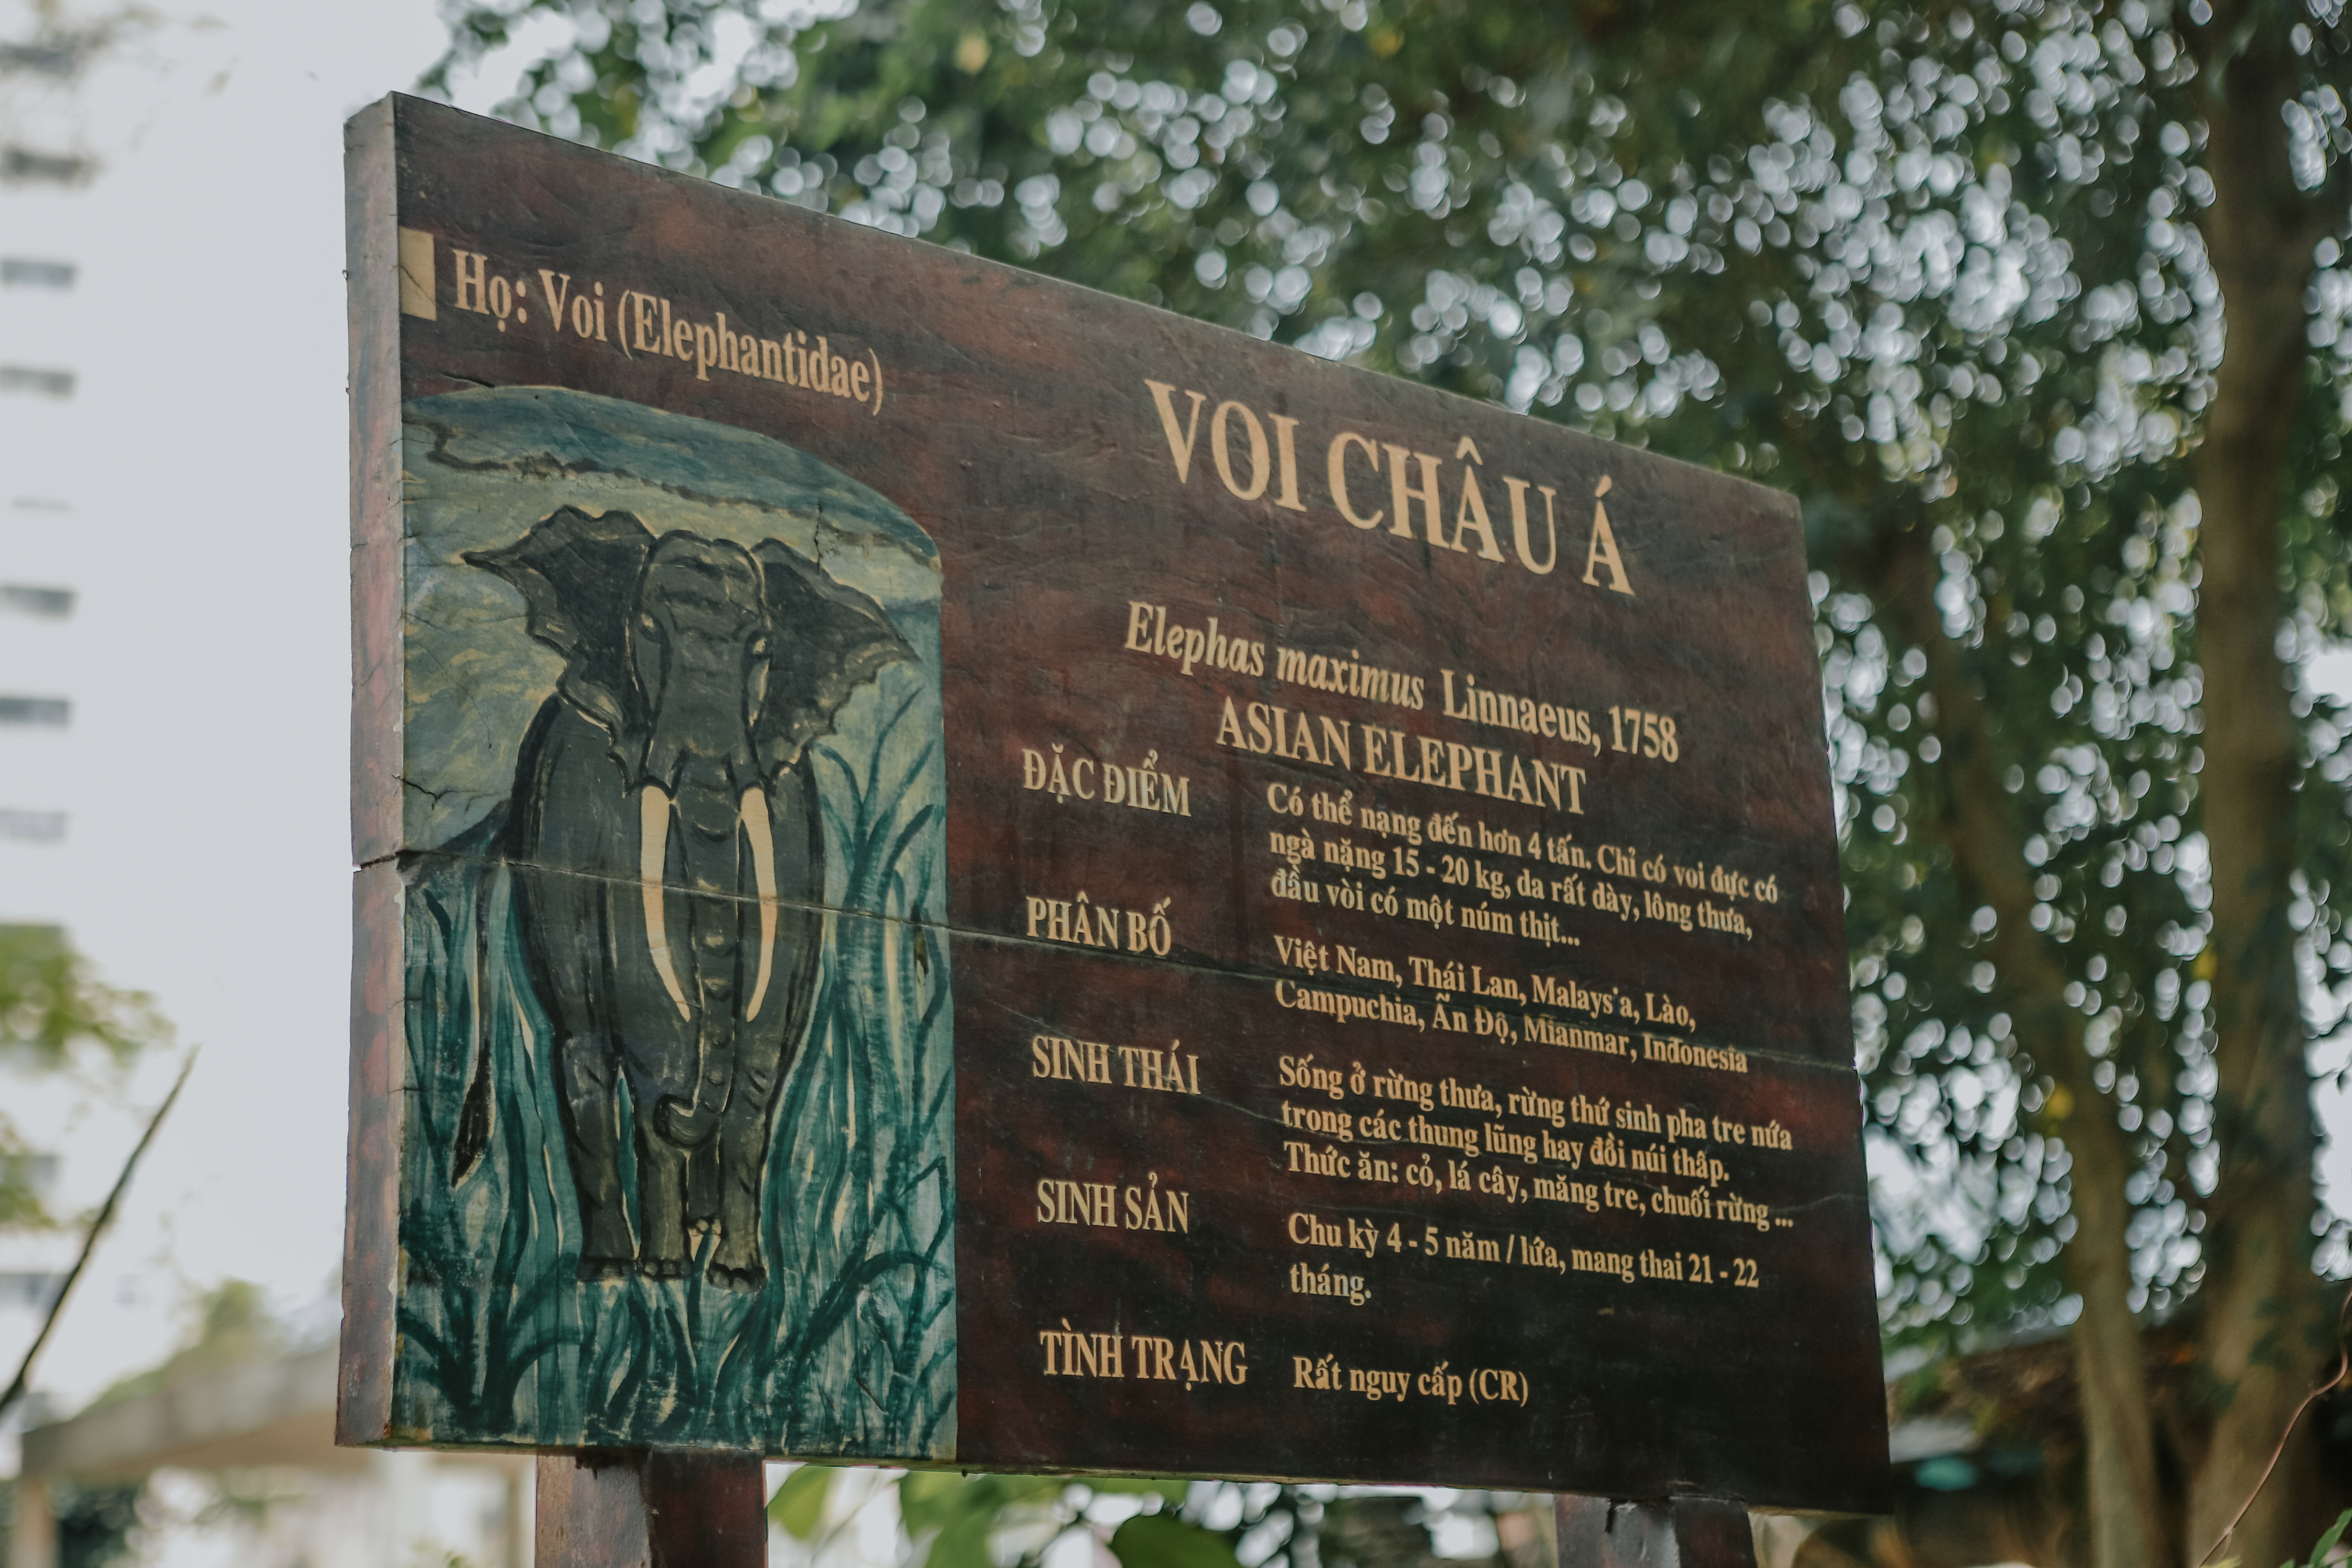 Họ: Voi (Elephantidae)
VOI CHÂU Á
Elephas maximus Linnaeus, 1758
ASIAN ELEPHANT
ĐẶC ĐIỂM
Có thể nạng đến hơn 4 tấn. Chỉ có voi đực có
ngà nặng 15 - 20 kg, da rất dày, lông thưa,
đầu vòi có một núm thịt...
PHÂN BỐ
Việt Nam, Thái Lan, Malays'a, Lào,
Campuchia, Ấn Độ, Mianmar, Indonesia
SINH THÁI
Sống ở rừng thưa, rừng thứ sinh pha tre nứa
trong các thung lũng hay đồi núi thấp.
Thức ăn: cỏ, lá cây, măng tre, chuối rừng ...
SINH SẢN
Chu kỳ 4 - 5 năm / lứa, mang thai 21 - 22
tháng.
TÌNH TRẠNG
Rất nguy cấp (CR)